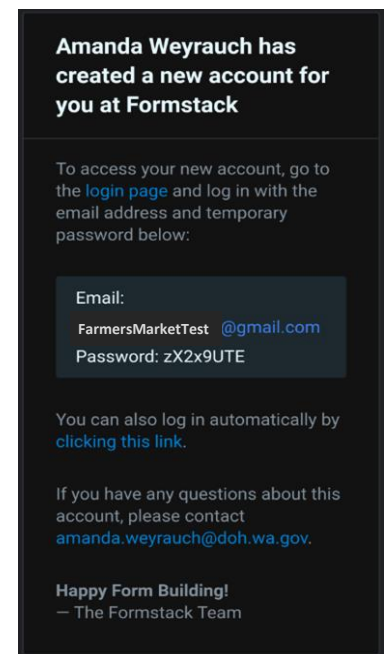 Amanda Weyrauch has
created a new account for
you at Formstack
To access your new account, go to
the login page and log in with the
email address and temporary
password below:
Email:
FarmersMarketTest @gmail.com
Password: zX2x9UTE
You can also log in automatically by
clicking this link.
If you have any questions about this
account, please contact
amanda.weyrauch@doh.wa.gov.
Happy Form Building!
— The Formstack Team